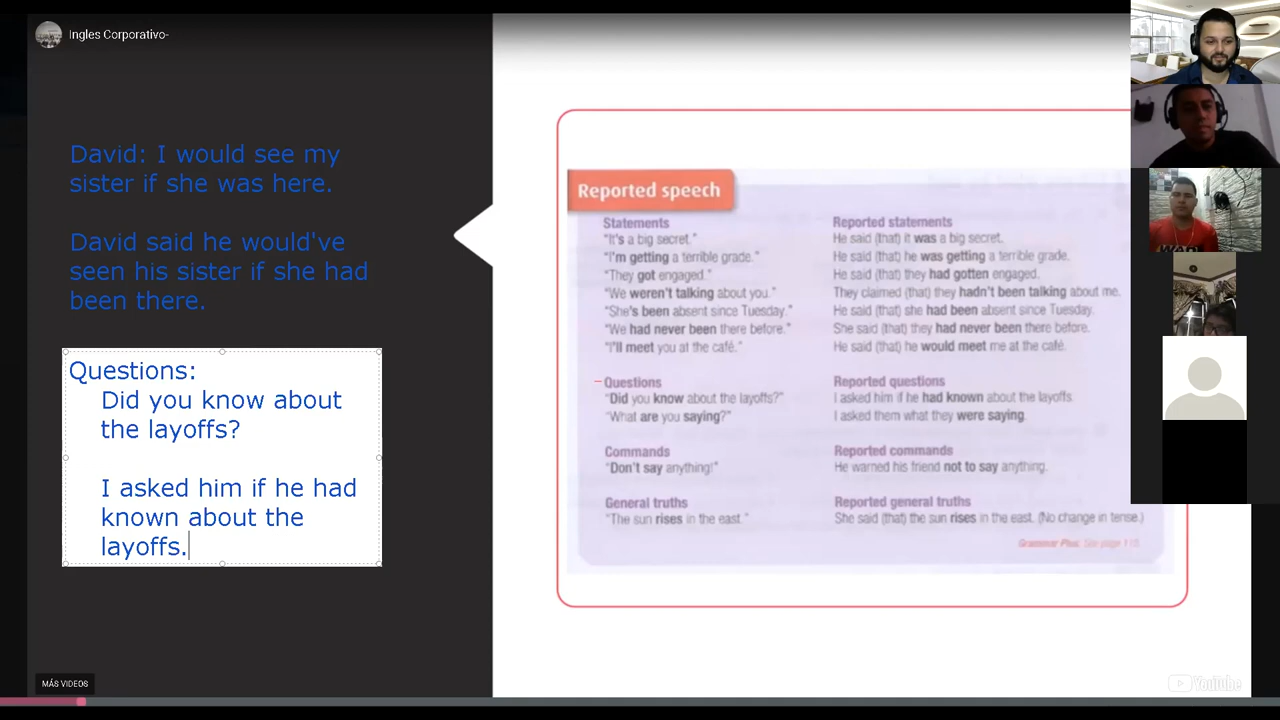 Ingles Corporativo-
David: I would see my
sister if she was here.
David said he would've
seen his sister if she had
been there.
Questions:
Did you know about
the layoffs?
I asked him if he had
known about the
layoffs.
Reported speech
Statements
"It's a big secret."
"I'm getting a terrible grade."
"They got engaged."
"We weren't talking about you."
"She's been absent since Tuesday."
"We had never been there before."
"I'll meet you at the café."
Reported statements
He said (that) it was a big secret.
He said (that) he was getting a terrible grade.
He said (that) they had gotten engaged.
They claimed (that) they hadn't been talking about me.
He said (that) she had been absent since Tuesday.
She said (that) they had never been there before.
He said (that) he would meet me at the café.
Questions
"Did you know about the layoffs?"
"What are you saying?"
Reported questions
I asked him if he had known about the layoffs.
I asked them what they were saying.
Commands
"Don't say anything!"
Reported commands
He warned his friend not to say anything.
General truths
"The sun rises in the east."
Reported general truths
She said (that) the sun rises in the east. (No change in tense.)
Grammar Plus: See page
MÁS VIDEOS
YouTube